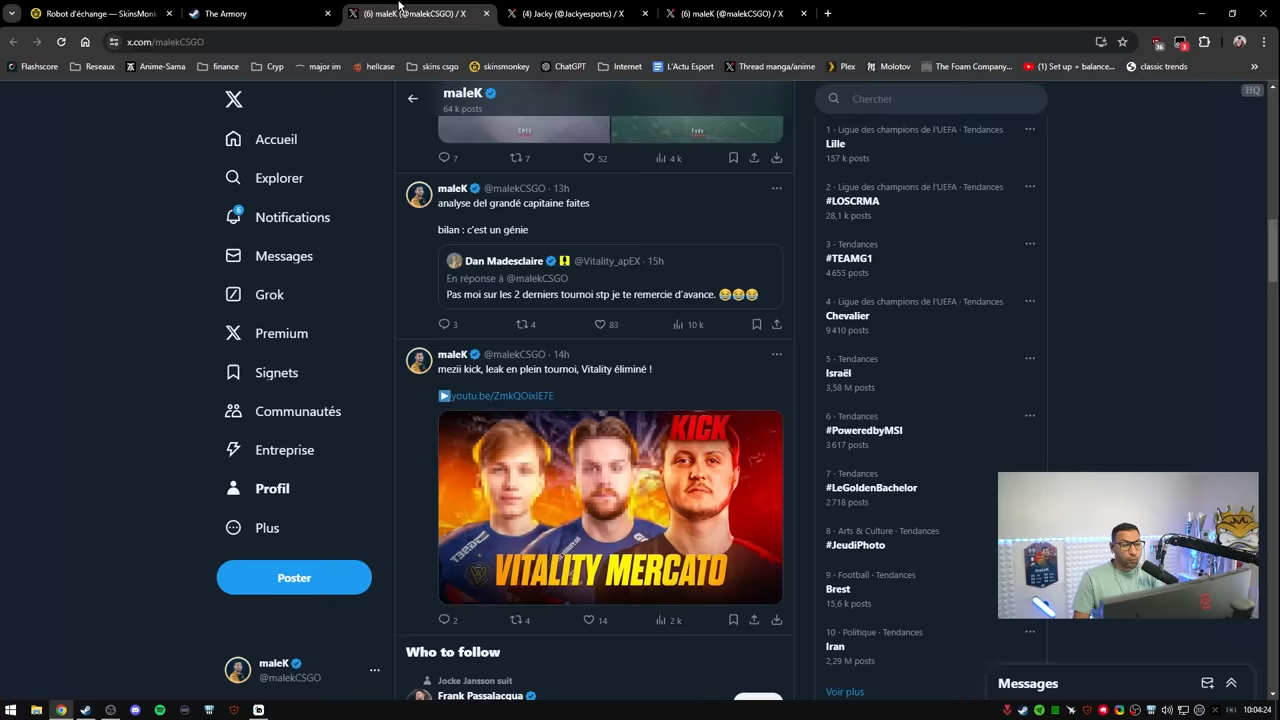 Robot d'échange — SkinsMonk
The Armory
(6) maleK (@malekCSGO) / X
(4) Jacky (@Jackyesports) / X
(6) maleK (@malekCSGO) / X
x.com/malekCSGO
Flashscore
Reseaux
Anime-Sama
finance
Cryp
major im
hellcase
skins csgo
skinsmonkey
ChatGPT
Internet
L'Actu Esport
Thread manga/anime
Plex
Molotov
The Foam Company...
(1) Set up + balance...
classic trends
HQ
maleK
64 k posts
Chercher
Accueil
Explorer
6
Notifications
Messages
Grok
Premium
Signets
Communautés
Entreprise
Profil
Plus
Poster
maleK
@malekCSGO
7
7
52
4 k
maleK @malekCSGO · 13h
analyse del grandé capitaine faites
bilan : c'est un génie
Dan Madesclaire @Vitality_apEX · 15h
En réponse à @malekCSGO
Pas moi sur les 2 derniers tournoi stp je te remercie d'avance. 😂😂😂
3
4
83
10 k
maleK @malekCSGO · 14h
mezii kick, leak en plein tournoi, Vitality éliminé !
▶️youtu.be/ZmkQOixIE7E
KICK
VITALITY MERCATO
2
4
14
2 k
Who to follow
Jocke Jansson suit
Frank Passalacqua
1 · Ligue des champions de l'UEFA · Tendances
Lille
157 k posts
2 · Ligue des champions de l'UEFA · Tendances
#LOSCRMA
28,1 k posts
3 · Tendances
#TEAMG1
4 655 posts
4 · Ligue des champions de l'UEFA · Tendances
Chevalier
9 410 posts
5 · Tendances
Israël
3,58 M posts
6 · Tendances
#PoweredbyMSI
3 617 posts
7 · Tendances
#LeGoldenBachelor
2 718 posts
8 · Arts & Culture · Tendances
#JeudiPhoto
9 · Football · Tendances
Brest
15,6 k posts
10 · Politique · Tendances
Iran
2,29 M posts
Voir plus
Messages
10:04:24